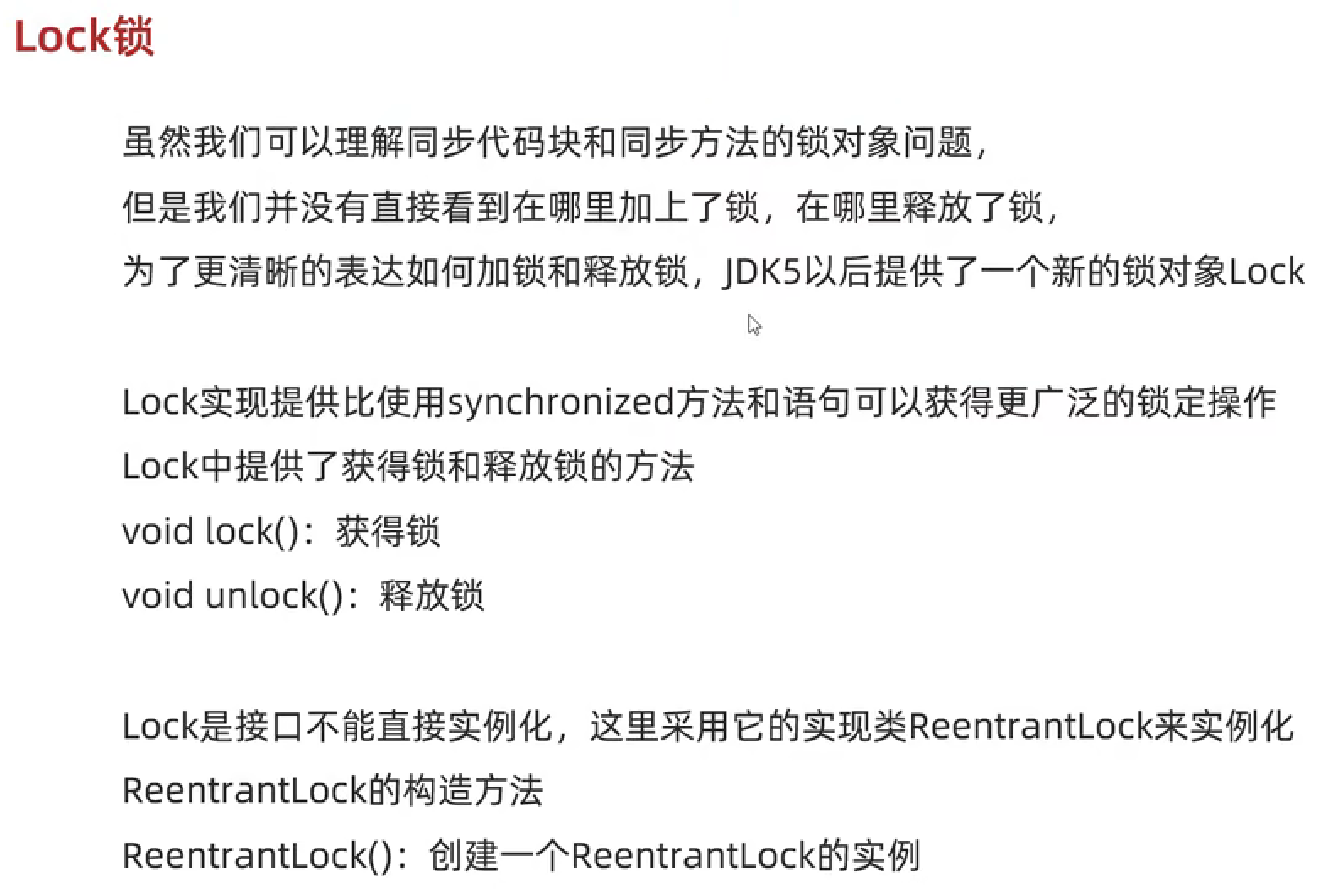 Lock锁
虽然我们可以理解同步代码块和同步方法的锁对象问题，
但是我们并没有直接看到在哪里加上了锁，在哪里释放了锁，
为了更清晰的表达如何加锁和释放锁，JDK5以后提供了一个新的锁对象Lock
Lock实现提供比使用synchronized方法和语句可以获得更广泛的锁定操作
Lock中提供了获得锁和释放锁的方法
void lock()：获得锁
void unlock()：释放锁
Lock是接口不能直接实例化，这里采用它的实现类ReentrantLock来实例化
ReentrantLock的构造方法
ReentrantLock()：创建一个ReentrantLock的实例